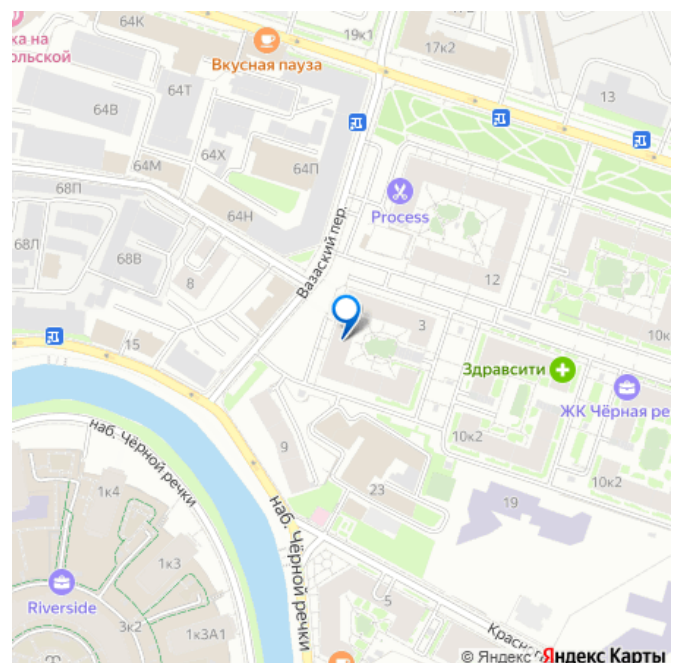 64К
19к1
17к2
ка на
ольской
Вкусная пауза
64Т
13
64В
64Х
64М
64П
68П
Process
64Н
Вазаский пер.
68Л
68В
12
8
3
10к
15
Здравсити
ЖК Чёрная ре
наб. Чёрной речки
9
10к2
10к2
1к4
23
19
наб. Чёрной речки
1к3
Riverside
5
3к2
1к3А1
Красног
© Яндекс Яндекс Карты